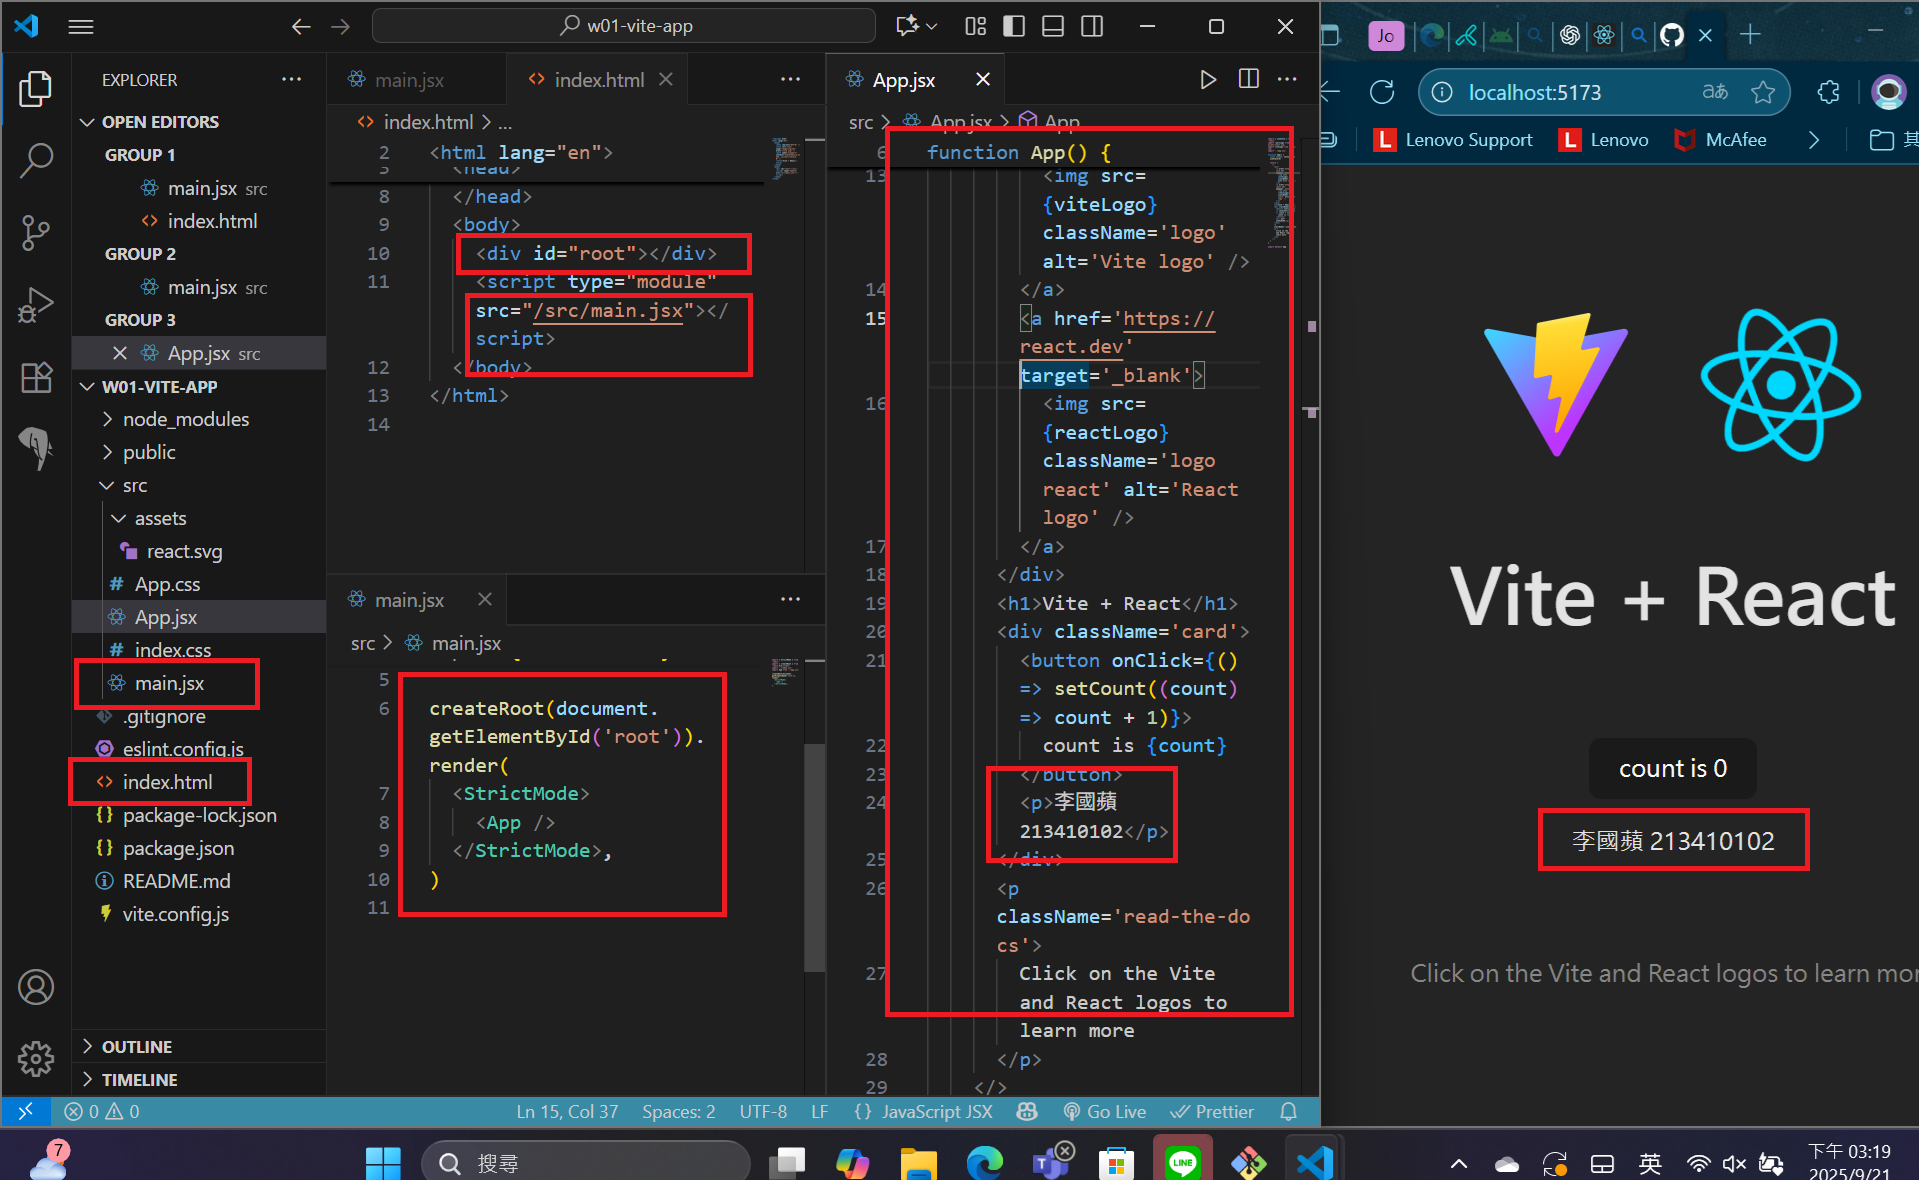 w01-vite-app
EXPLORER
OPEN EDITORS
GROUP 1
main.jsx src
index.html
GROUP 2
main.jsx src
GROUP 3
App.jsx src
W01-VITE-APP
node_modules
public
src
assets
react.svg
App.css
App.jsx
index.css
main.jsx
.gitignore
eslint.config.js
index.html
package-lock.json
package.json
README.md
vite.config.js
OUTLINE
TIMELINE
main.jsx
index.html
index.html > ...
2 <html lang="en">
3 <head>
8 </head>
9 <body>
10 <div id="root"></div>
11 <script type="module"
src="/src/main.jsx"></
script>
12 </body>
13 </html>
14
main.jsx
src > main.jsx
5
6 createRoot(document.
getElementById('root')).
render(
7 <StrictMode>
8 <App />
9 </StrictMode>,
10 )
11
App.jsx
src > App.jsx > App
6 function App() {
13 <img src=
{viteLogo}
className='logo'
alt='Vite logo' />
14 </a>
15 <a href='https://
react.dev'
target='_blank'>
16 <img src=
{reactLogo}
className='logo
react' alt='React
logo' />
17 </a>
18 </div>
19 <h1>Vite + React</h1>
20 <div className='card'>
21 <button onClick={()
=> setCount((count)
=> count + 1)}>
22 count is {count}
23 </button>
24 <p>李國蘋
213410102</p>
25 </div>
26 <p
className='read-the-do
cs'>
27 Click on the Vite
and React logos to
learn more
28 </p>
29 </>
0 0
Ln 15, Col 37 Spaces: 2 UTF-8 LF {} JavaScript JSX Go Live Prettier
Jo
localhost:5173
あ
L Lenovo Support L Lenovo McAfee 其
Vite + React
count is 0
李國蘋 213410102
Click on the Vite and React logos to learn mor
7
搜尋
T
LINE
英
下午 03:19
2025/9/21